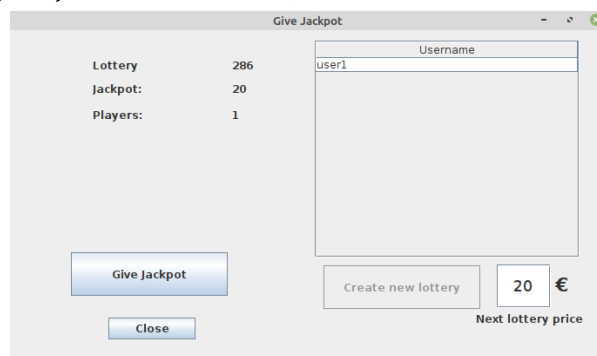 Give Jackpot
Lottery 286
Jackpot: 20
Players: 1
Username
user1
Give Jackpot
Create new lottery
20 €
Next lottery price
Close